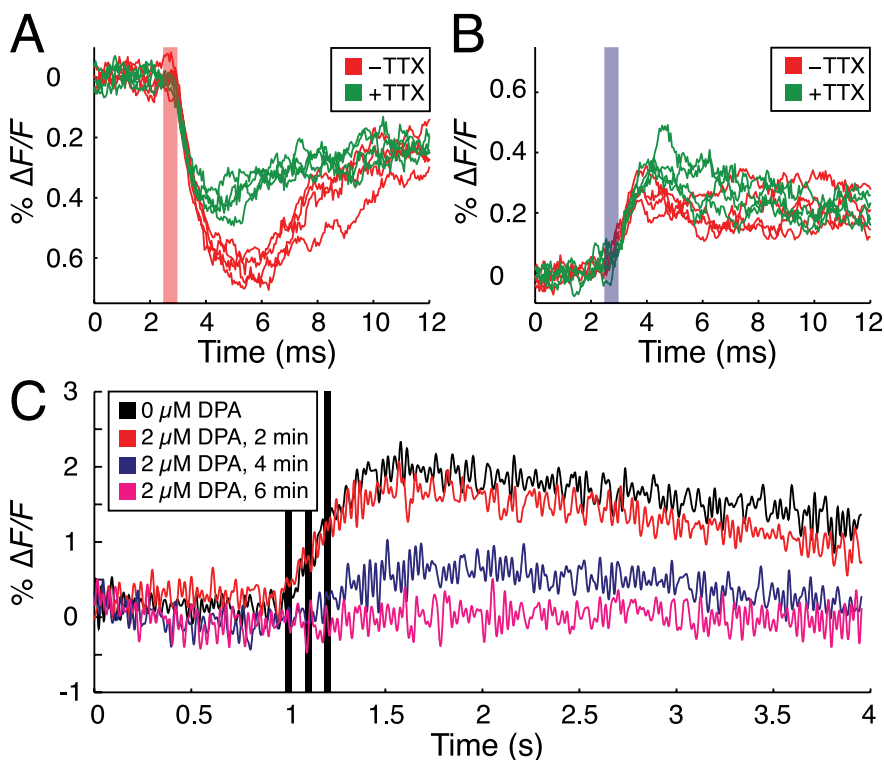 A
–TTX
+TTX
% ΔF/F
0
0.2
0.4
0.6
0 2 4 6 8 10 12
Time (ms)
B
–TTX
+TTX
% ΔF/F
0.6
0.4
0.2
0
0 2 4 6 8 10 12
Time (ms)
C
0 µM DPA
2 µM DPA, 2 min
2 µM DPA, 4 min
2 µM DPA, 6 min
% ΔF/F
3
2
1
0
-1
0 0.5 1 1.5 2 2.5 3 3.5 4
Time (s)